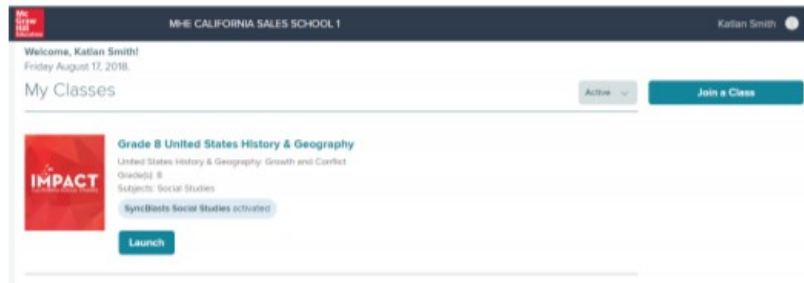 Mc
Graw
Hill
Education
MHE CALIFORNIA SALES SCHOOL 1
Katlan Smith
Welcome, Katlan Smith!
Friday August 17, 2018.
My Classes
Active
Join a Class
Grade 8 United States History & Geography
United States History & Geography: Growth and Conflict
Grade(s): 8
Subjects: Social Studies
SyncBlasts Social Studies activated
Launch
IMPACT